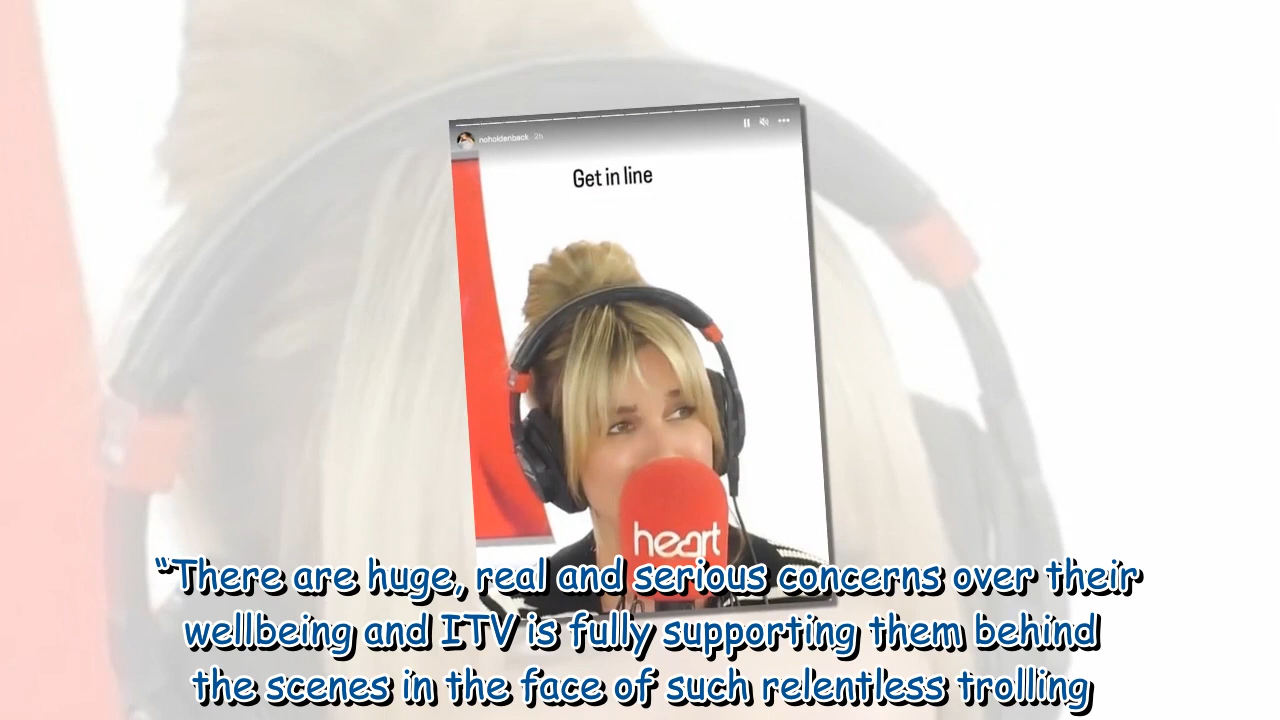 noholdenback 2h
Get in line
heart
“There are huge, real and serious concerns over their
wellbeing and ITV is fully supporting them behind
the scenes in the face of such relentless trolling